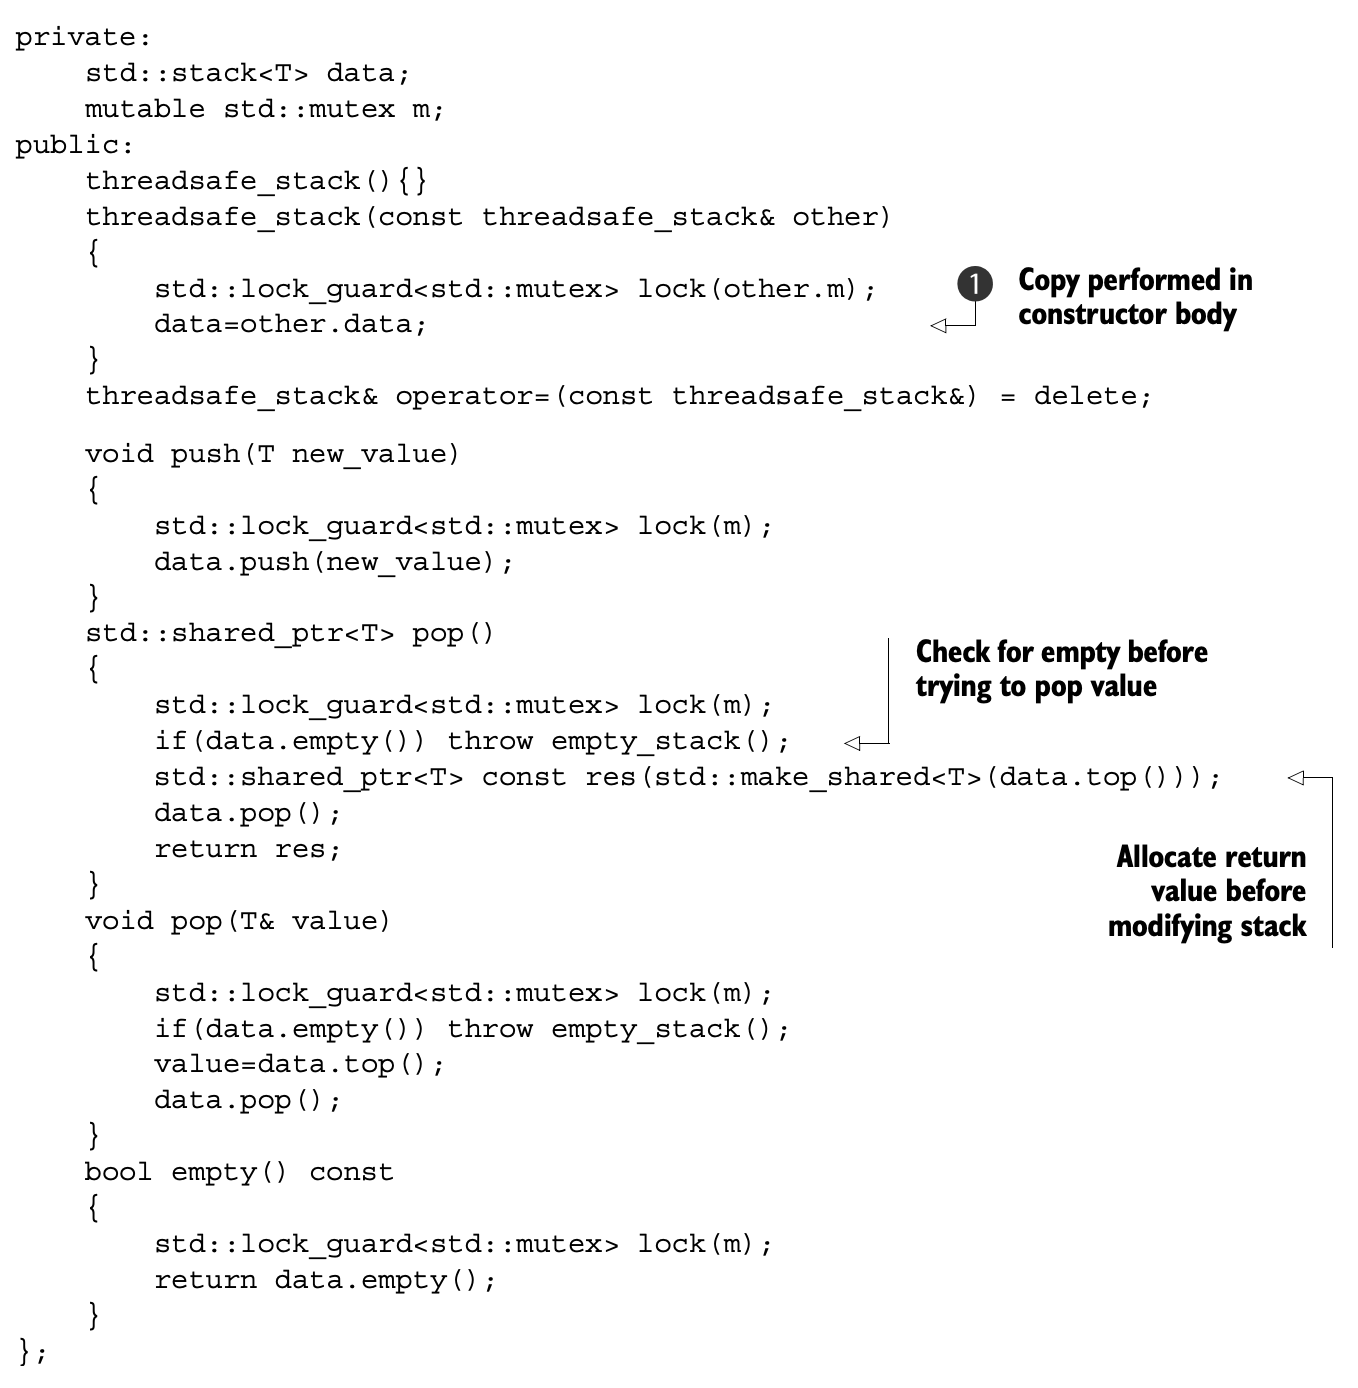 private:
    std::stack<T> data;
    mutable std::mutex m;
public:
    threadsafe_stack(){}
    threadsafe_stack(const threadsafe_stack& other)
    {
        std::lock_guard<std::mutex> lock(other.m);
        data=other.data;
1 Copy performed in
constructor body
    }
    threadsafe_stack& operator=(const threadsafe_stack&) = delete;
    void push(T new_value)
    {
        std::lock_guard<std::mutex> lock(m);
        data.push(new_value);
    }
    std::shared_ptr<T> pop()
    {
Check for empty before
trying to pop value
        std::lock_guard<std::mutex> lock(m);
        if(data.empty()) throw empty_stack();
        std::shared_ptr<T> const res(std::make_shared<T>(data.top()));
        data.pop();
        return res;
    }
Allocate return
value before
modifying stack
    void pop(T& value)
    {
        std::lock_guard<std::mutex> lock(m);
        if(data.empty()) throw empty_stack();
        value=data.top();
        data.pop();
    }
    bool empty() const
    {
        std::lock_guard<std::mutex> lock(m);
        return data.empty();
    }
};